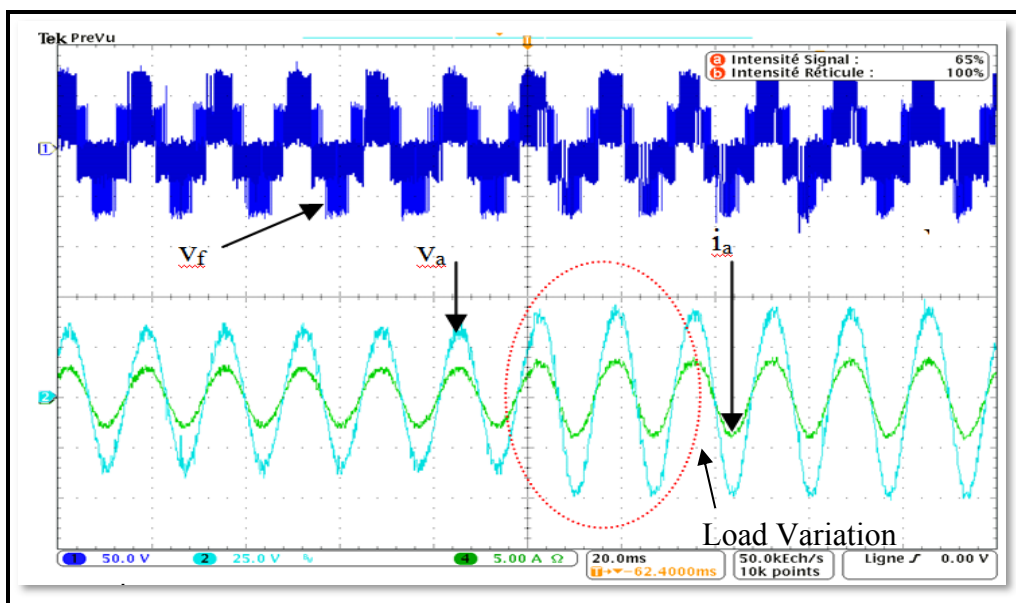 Tek PreVu
a Intensité Signal : 65%
b Intensité Réticule : 100%
T
1
vf
va
ia
2
Load Variation
1 50.0 V 2 25.0 V 4 5.00 A Ω
20.0ms
T→▼−62.4000ms
50.0kEch/s
10k points
Ligne 0.00 V